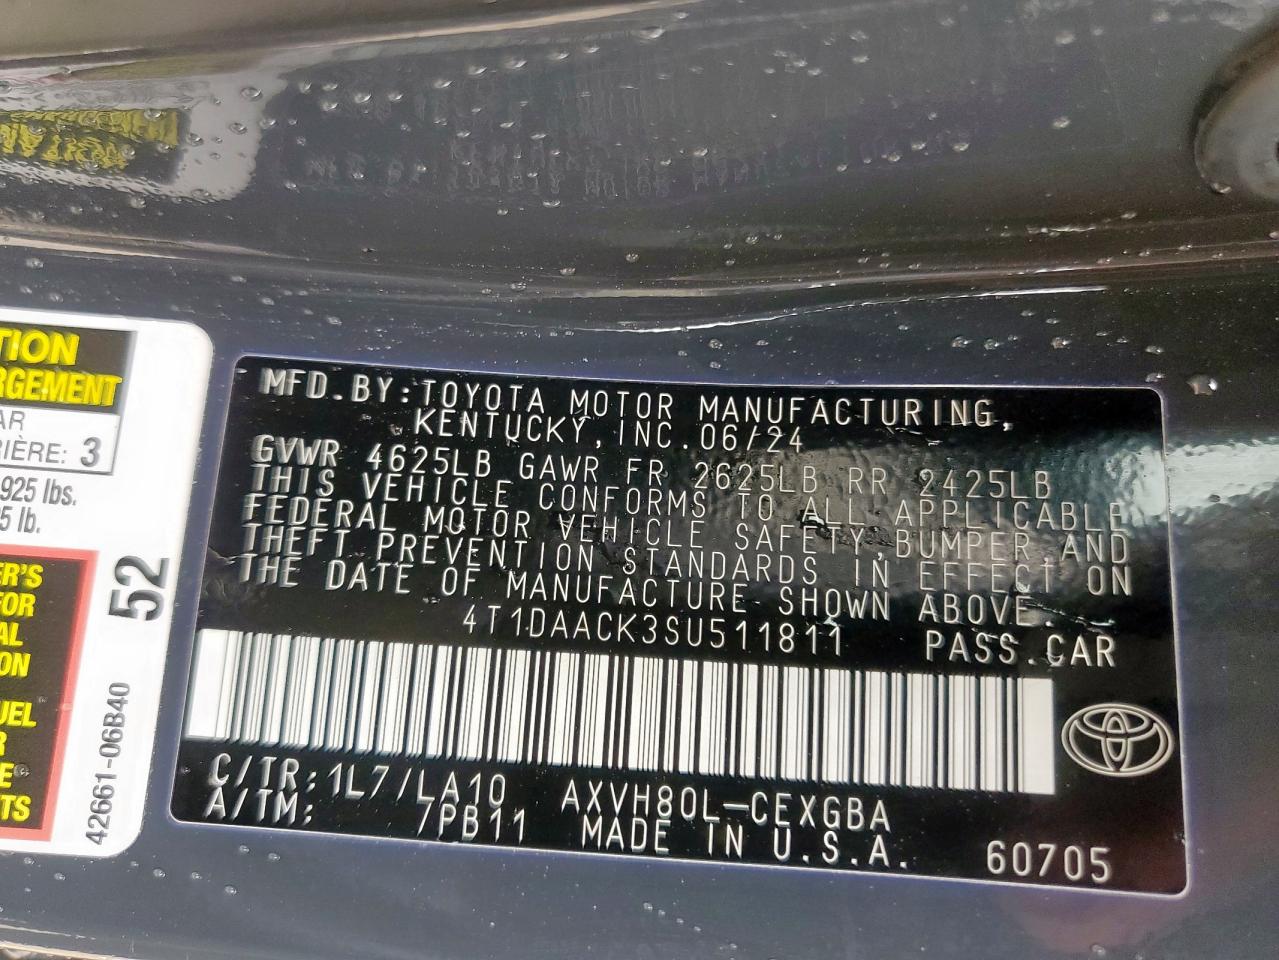 TION
RGEMENT
AR
IÈRE: 3
925 lbs.
5 lb.
ER'S
FOR
AL
ION
UEL
R
E
TS
52
42661-06B40
MFD.BY:TOYOTA MOTOR MANUFACTURING,
KENTUCKY,INC.06/24
GVWR 4625LB GAWR FR 2625LB RR 2425LB
THIS VEHICLE CONFORMS TO ALL APPLICABLE
FEDERAL MOTOR VEHICLE SAFETY,BUMPER,AND
THEFT PREVENTION STANDARDS IN EFFECT ON
THE DATE OF MANUFACTURE SHOWN ABOVE.
4T1DAACK3SU511811 PASS.CAR
C/TR:1L7/LA10 AXVH80L-CEXGBA
A/TM: /PB11 MADE IN U.S.A. 60705